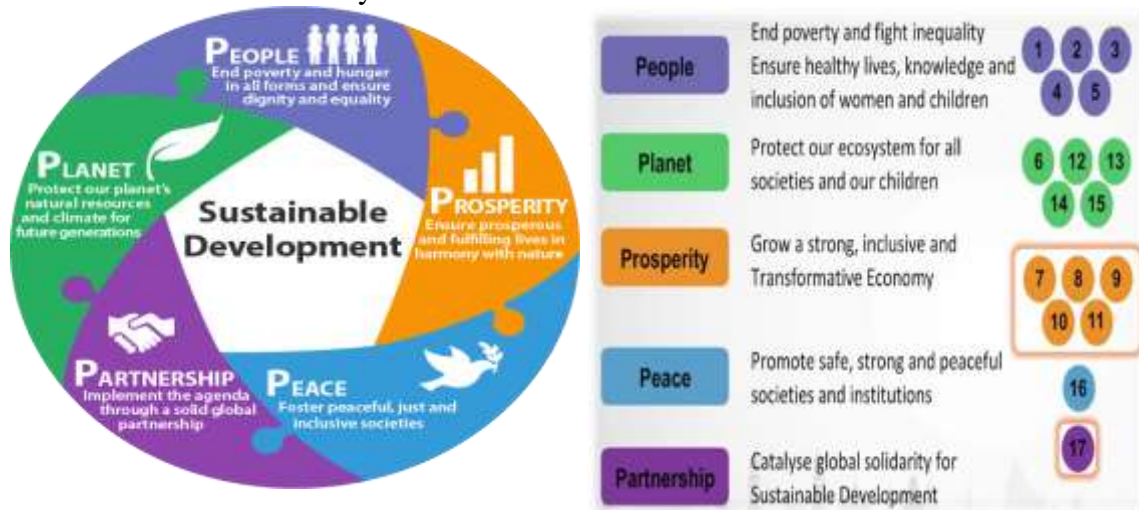 PEOPLE
End poverty and hunger
in all forms and ensure
dignity and equality
PLANET
Protect our planet's
natural resources
and climate for
future generations
Sustainable
Development
PROSPERITY
Ensure prosperous
and fulfilling lives in
harmony with nature
PARTNERSHIP
Implement the agenda
through a solid global
partnership
PEACE
Foster peaceful, just and
inclusive societies
People
End poverty and fight inequality
Ensure healthy lives, knowledge and
inclusion of women and children
1 2 3
4 5
Planet
Protect our ecosystem for all
societies and our children
6 12 13
14 15
Prosperity
Grow a strong, inclusive and
Transformative Economy
7 8 9
10 11
Peace
Promote safe, strong and peaceful
societies and institutions
16
Partnership
Catalyse global solidarity for
Sustainable Development
17